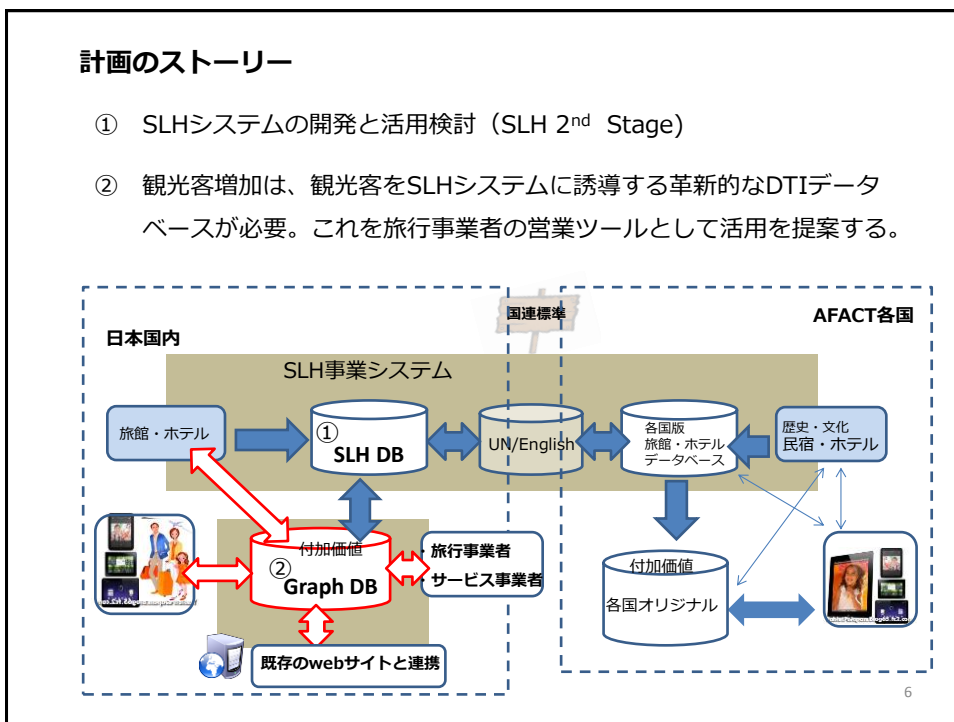 計画のストーリー
① SLHシステムの開発と活用検討（SLH 2nd Stage)
② 観光客増加は、観光客をSLHシステムに誘導する革新的なDTIデータ
ベースが必要。これを旅行事業者の営業ツールとして活用を提案する。
国連標準
AFACT各国
日本国内
SLH事業システム
旅館・ホテル
①
SLH DB
UN/English
各国版
旅館・ホテル
データベース
歴史・文化
民宿・ホテル
付加価値
②
Graph DB
・旅行事業者
・サービス事業者
付加価値
各国オリジナル
既存のwebサイトと連携
6